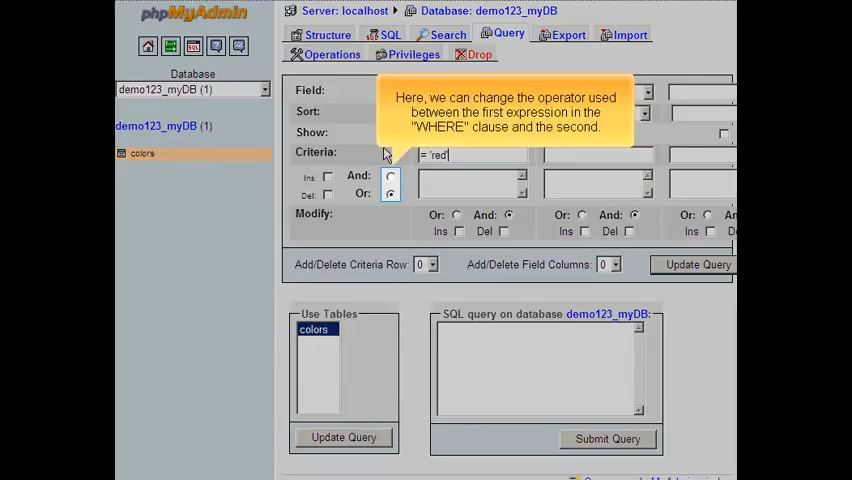 phpMyAdmin
Server: localhost Database: demo123_myDB
Structure SQL Search Query Export Import
Operations Privileges Drop
SQL
Database
demo123_myDB (1)
demo123_myDB (1)
colors
Field:
Sort:
Show:
Criteria: = 'red'
Here, we can change the operator used
between the first expression in the
"WHERE" clause and the second.
Ins: And:
Del: Or:
Modify: Or: And: Or: And: Or: And
Ins Del Ins Del Ins Del
Add/Delete Criteria Row: 0 Add/Delete Field Columns: 0 Update Query
Use Tables SQL query on database demo123_myDB:
colors
Update Query Submit Query